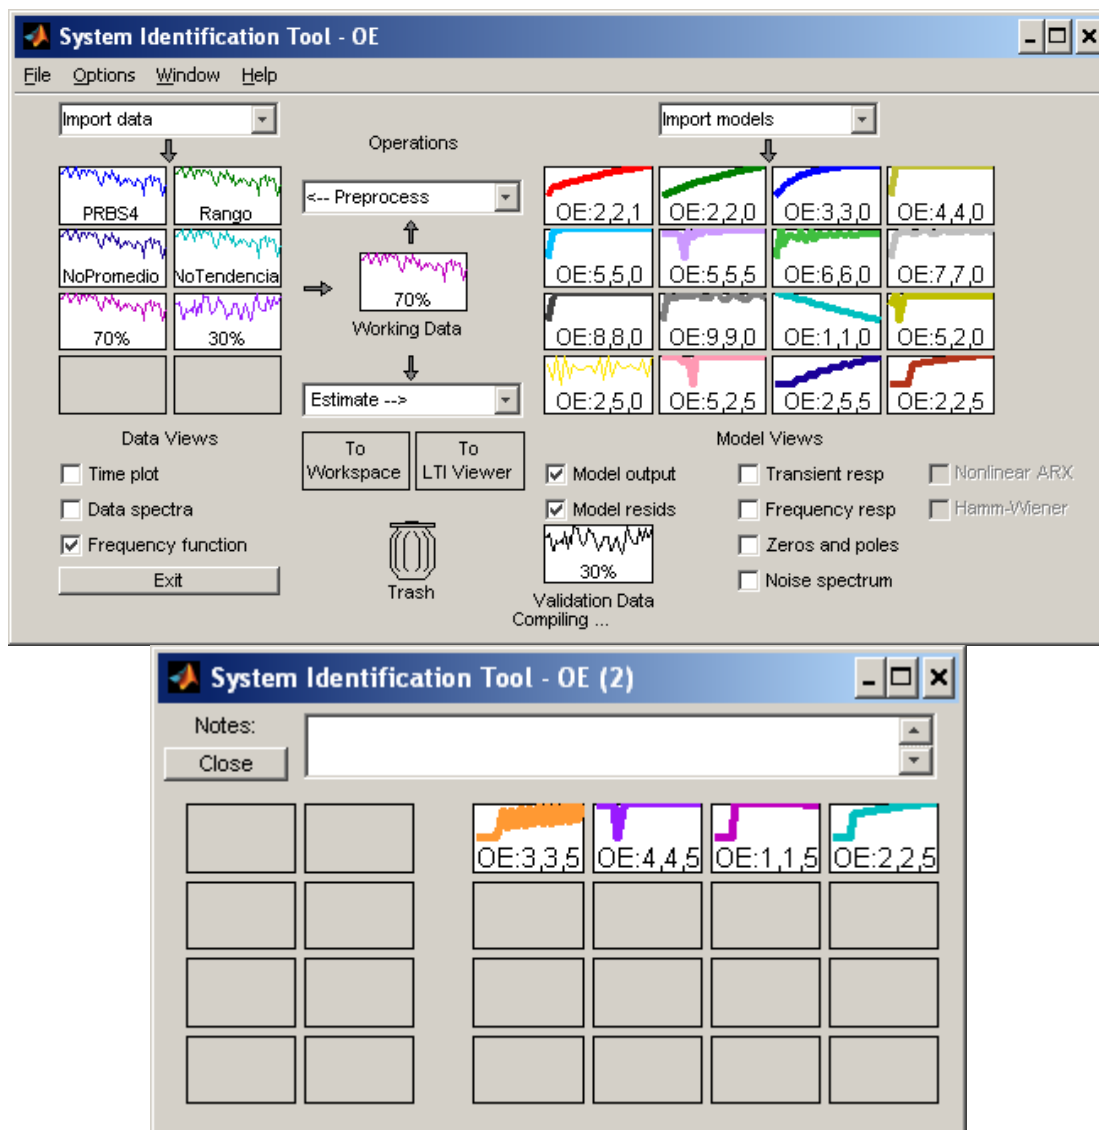 System Identification Tool - OE
File Options Window Help
Import data
Operations
Import models
PRBS4 Rango
<-- Preprocess
OE:2,2,1 OE:2,2,0 OE:3,3,0 OE:4,4,0
NoPromedio NoTendencia
70%
Working Data
OE:5,5,0 OE:5,5,5 OE:6,6,0 OE:7,7,0
70% 30%
OE:8,8,0 OE:9,9,0 OE:1,1,0 OE:5,2,0
Estimate -->
OE:2,5,0 OE:5,2,5 OE:2,5,5 OE:2,2,5
Data Views
To Workspace
To LTI Viewer
Model Views
Time plot
Model output
Transient resp
Nonlinear ARX
Data spectra
Model resids
Frequency resp
Hamm-Wiener
Frequency function
Zeros and poles
Exit
Trash
30%
Noise spectrum
Validation Data
Compiling ...
System Identification Tool - OE (2)
Notes:
Close
OE:3,3,5 OE:4,4,5 OE:1,1,5 OE:2,2,5